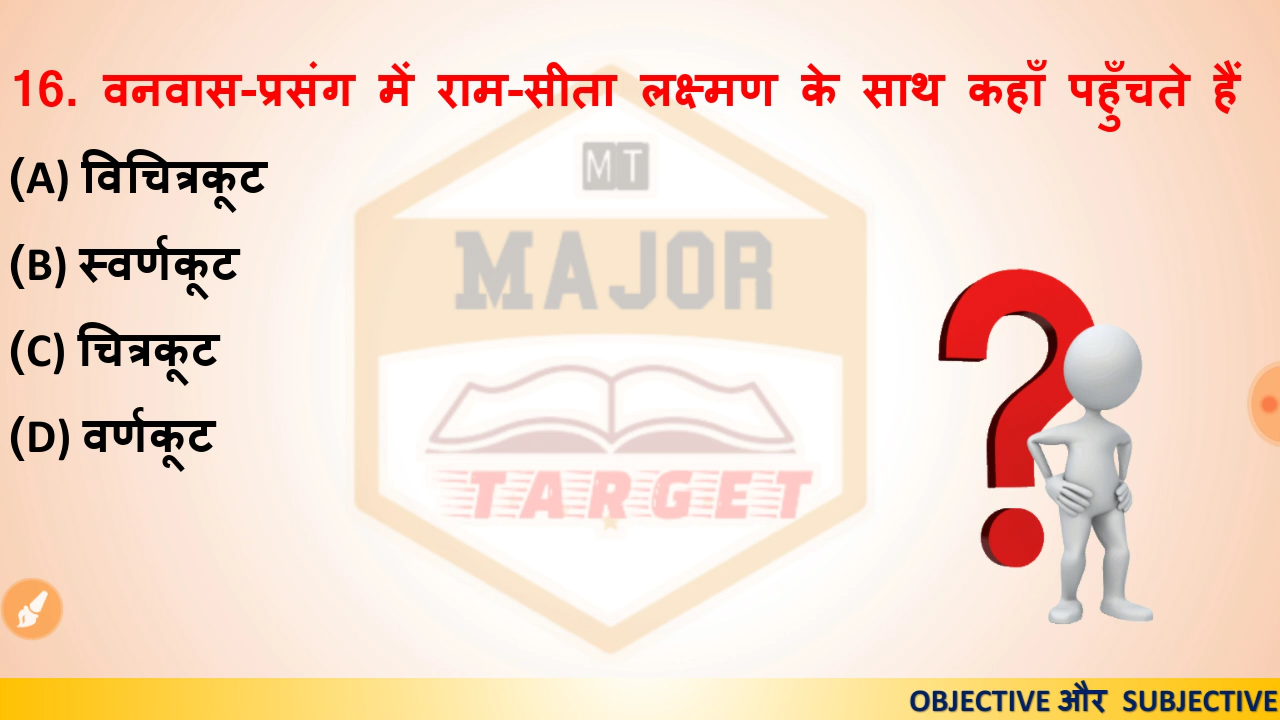 16. वनवास-प्रसंग में राम-सीता लक्ष्मण के साथ कहाँ पहुँचते हैं
(A) विचित्रकूट
(B) स्वर्णकूट
(C) चित्रकूट
(D) वर्णकूट
MT
MAJOR
TARGET
OBJECTIVE और SUBJECTIVE